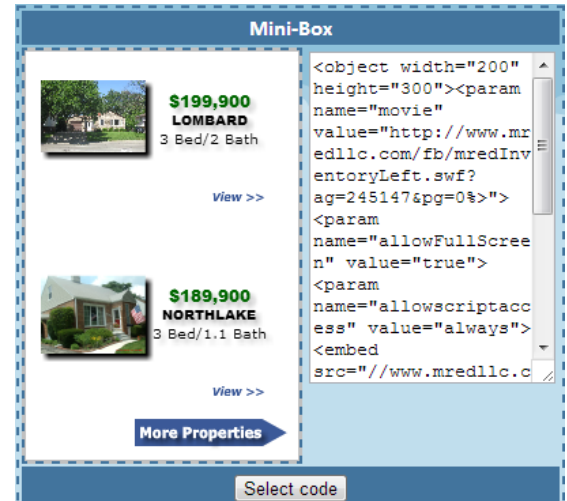 Mini-Box
$199,900
LOMBARD
3 Bed/2 Bath
View >>
$189,900
NORTHLAKE
3 Bed/1.1 Bath
View >>
More Properties
<object width="200"
height="300"><param
name="movie"
value="http://www.mr
edllc.com/fb/mredInv
entoryLeft.swf?
ag=245147&pg=0%>">
<param
name="allowFullScree
n" value="true">
<param
name="allowscriptacc
ess" value="always">
<embed
src="//www.mredllc.c
Select code